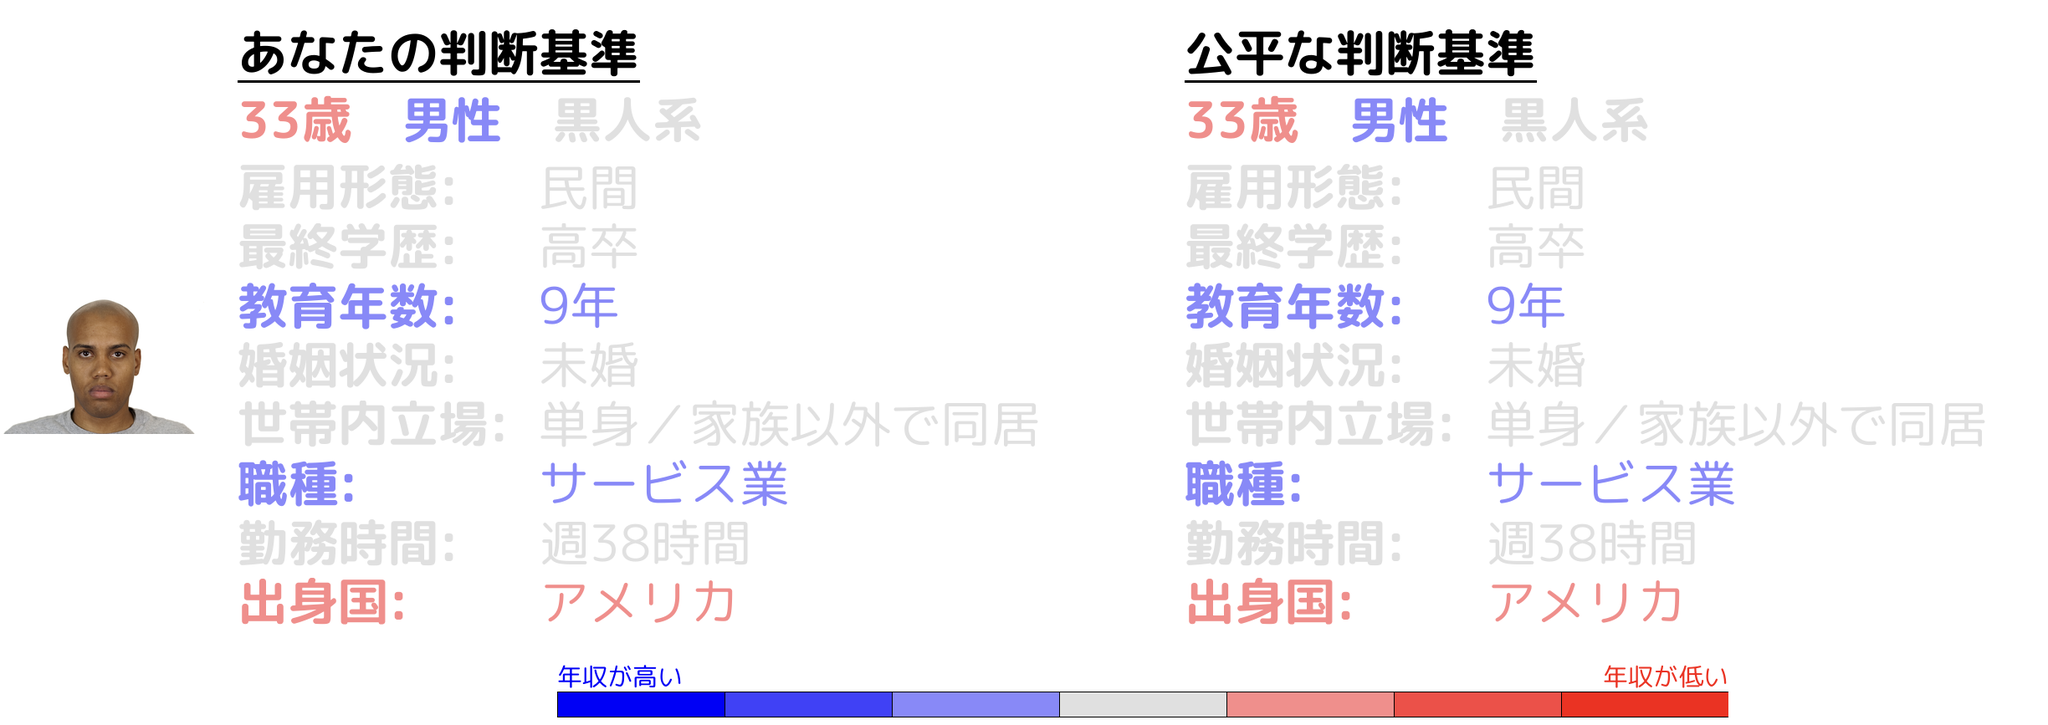 あなたの判断基準
33歳 男性 黒人系
雇用形態: 民間
最終学歴: 高卒
教育年数: 9年
婚姻状況: 未婚
世帯内立場: 単身／家族以外で同居
職種: サービス業
勤務時間: 週38時間
出身国: アメリカ
公平な判断基準
33歳 男性 黒人系
雇用形態: 民間
最終学歴: 高卒
教育年数: 9年
婚姻状況: 未婚
世帯内立場: 単身／家族以外で同居
職種: サービス業
勤務時間: 週38時間
出身国: アメリカ
年収が高い
年収が低い